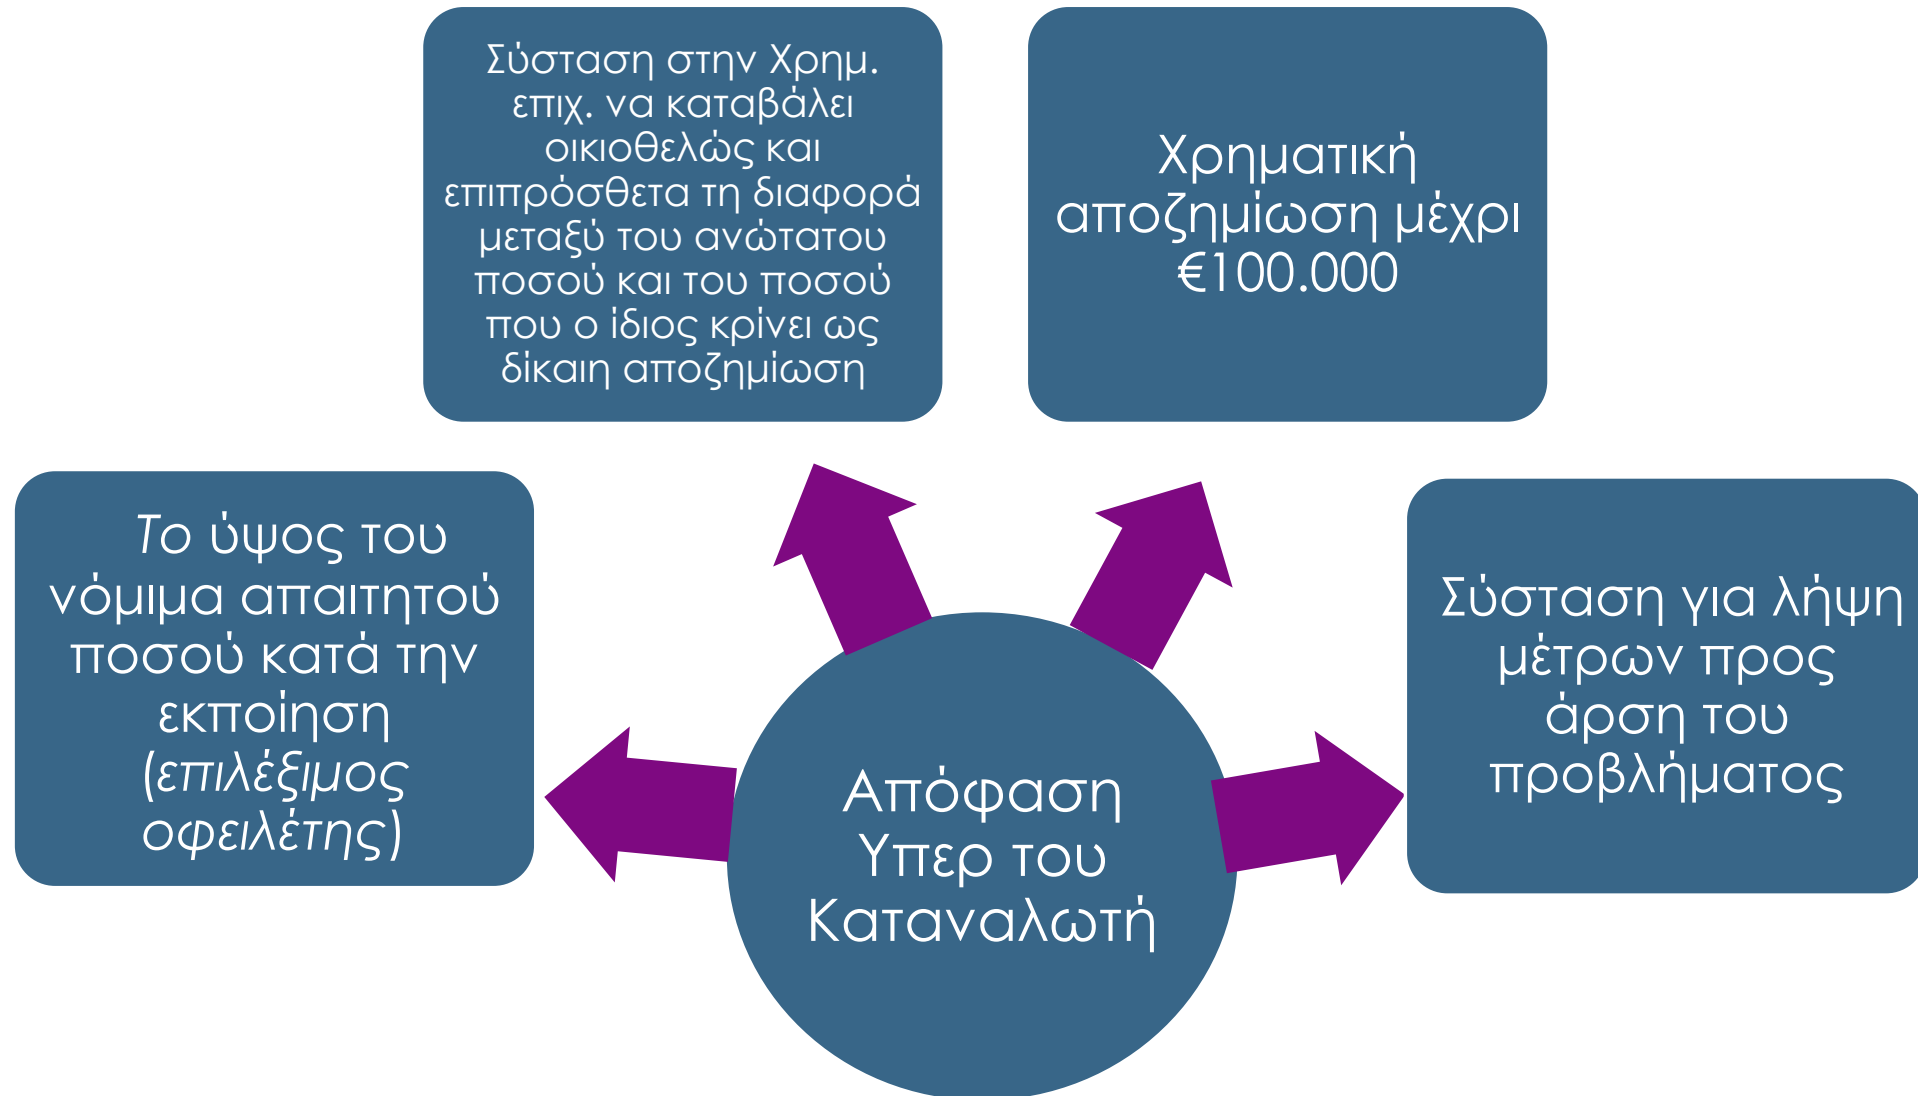 Σύσταση στην Χρημ.
επιχ. να καταβάλει
οικιοθελώς και
επιπρόσθετα τη διαφορά
μεταξύ του ανώτατου
ποσού και του ποσού
που ο ίδιος κρίνει ως
δίκαιη αποζημίωση
Χρηματική
αποζημίωση μέχρι
€100.000
Το ύψος του
νόμιμα απαιτητού
ποσού κατά την
εκποίηση
(επιλέξιμος
οφειλέτης)
Σύσταση για λήψη
μέτρων προς
άρση του
προβλήματος
Απόφαση
Υπερ του
Καταναλωτή